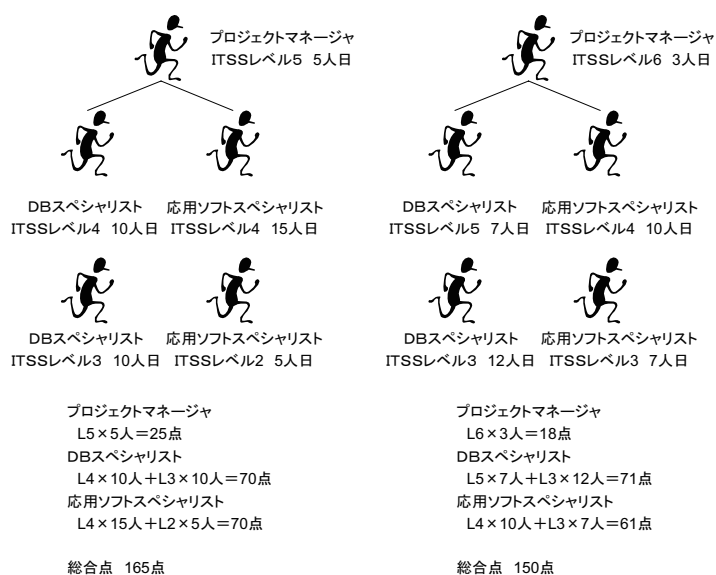 プロジェクトマネージャ
ITSSレベル5 5人日
DBスペシャリスト
ITSSレベル4 10人日
応用ソフトスペシャリスト
ITSSレベル4 15人日
DBスペシャリスト
ITSSレベル3 10人日
応用ソフトスペシャリスト
ITSSレベル2 5人日
プロジェクトマネージャ
L5×5人＝25点
DBスペシャリスト
L4×10人＋L3×10人＝70点
応用ソフトスペシャリスト
L4×15人＋L2×5人＝70点
総合点 165点
プロジェクトマネージャ
ITSSレベル6 3人日
DBスペシャリスト
ITSSレベル5 7人日
応用ソフトスペシャリスト
ITSSレベル4 10人日
DBスペシャリスト
ITSSレベル3 12人日
応用ソフトスペシャリスト
ITSSレベル3 7人日
プロジェクトマネージャ
L6×3人＝18点
DBスペシャリスト
L5×7人＋L3×12人＝71点
応用ソフトスペシャリスト
L4×10人＋L3×7人＝61点
総合点 150点